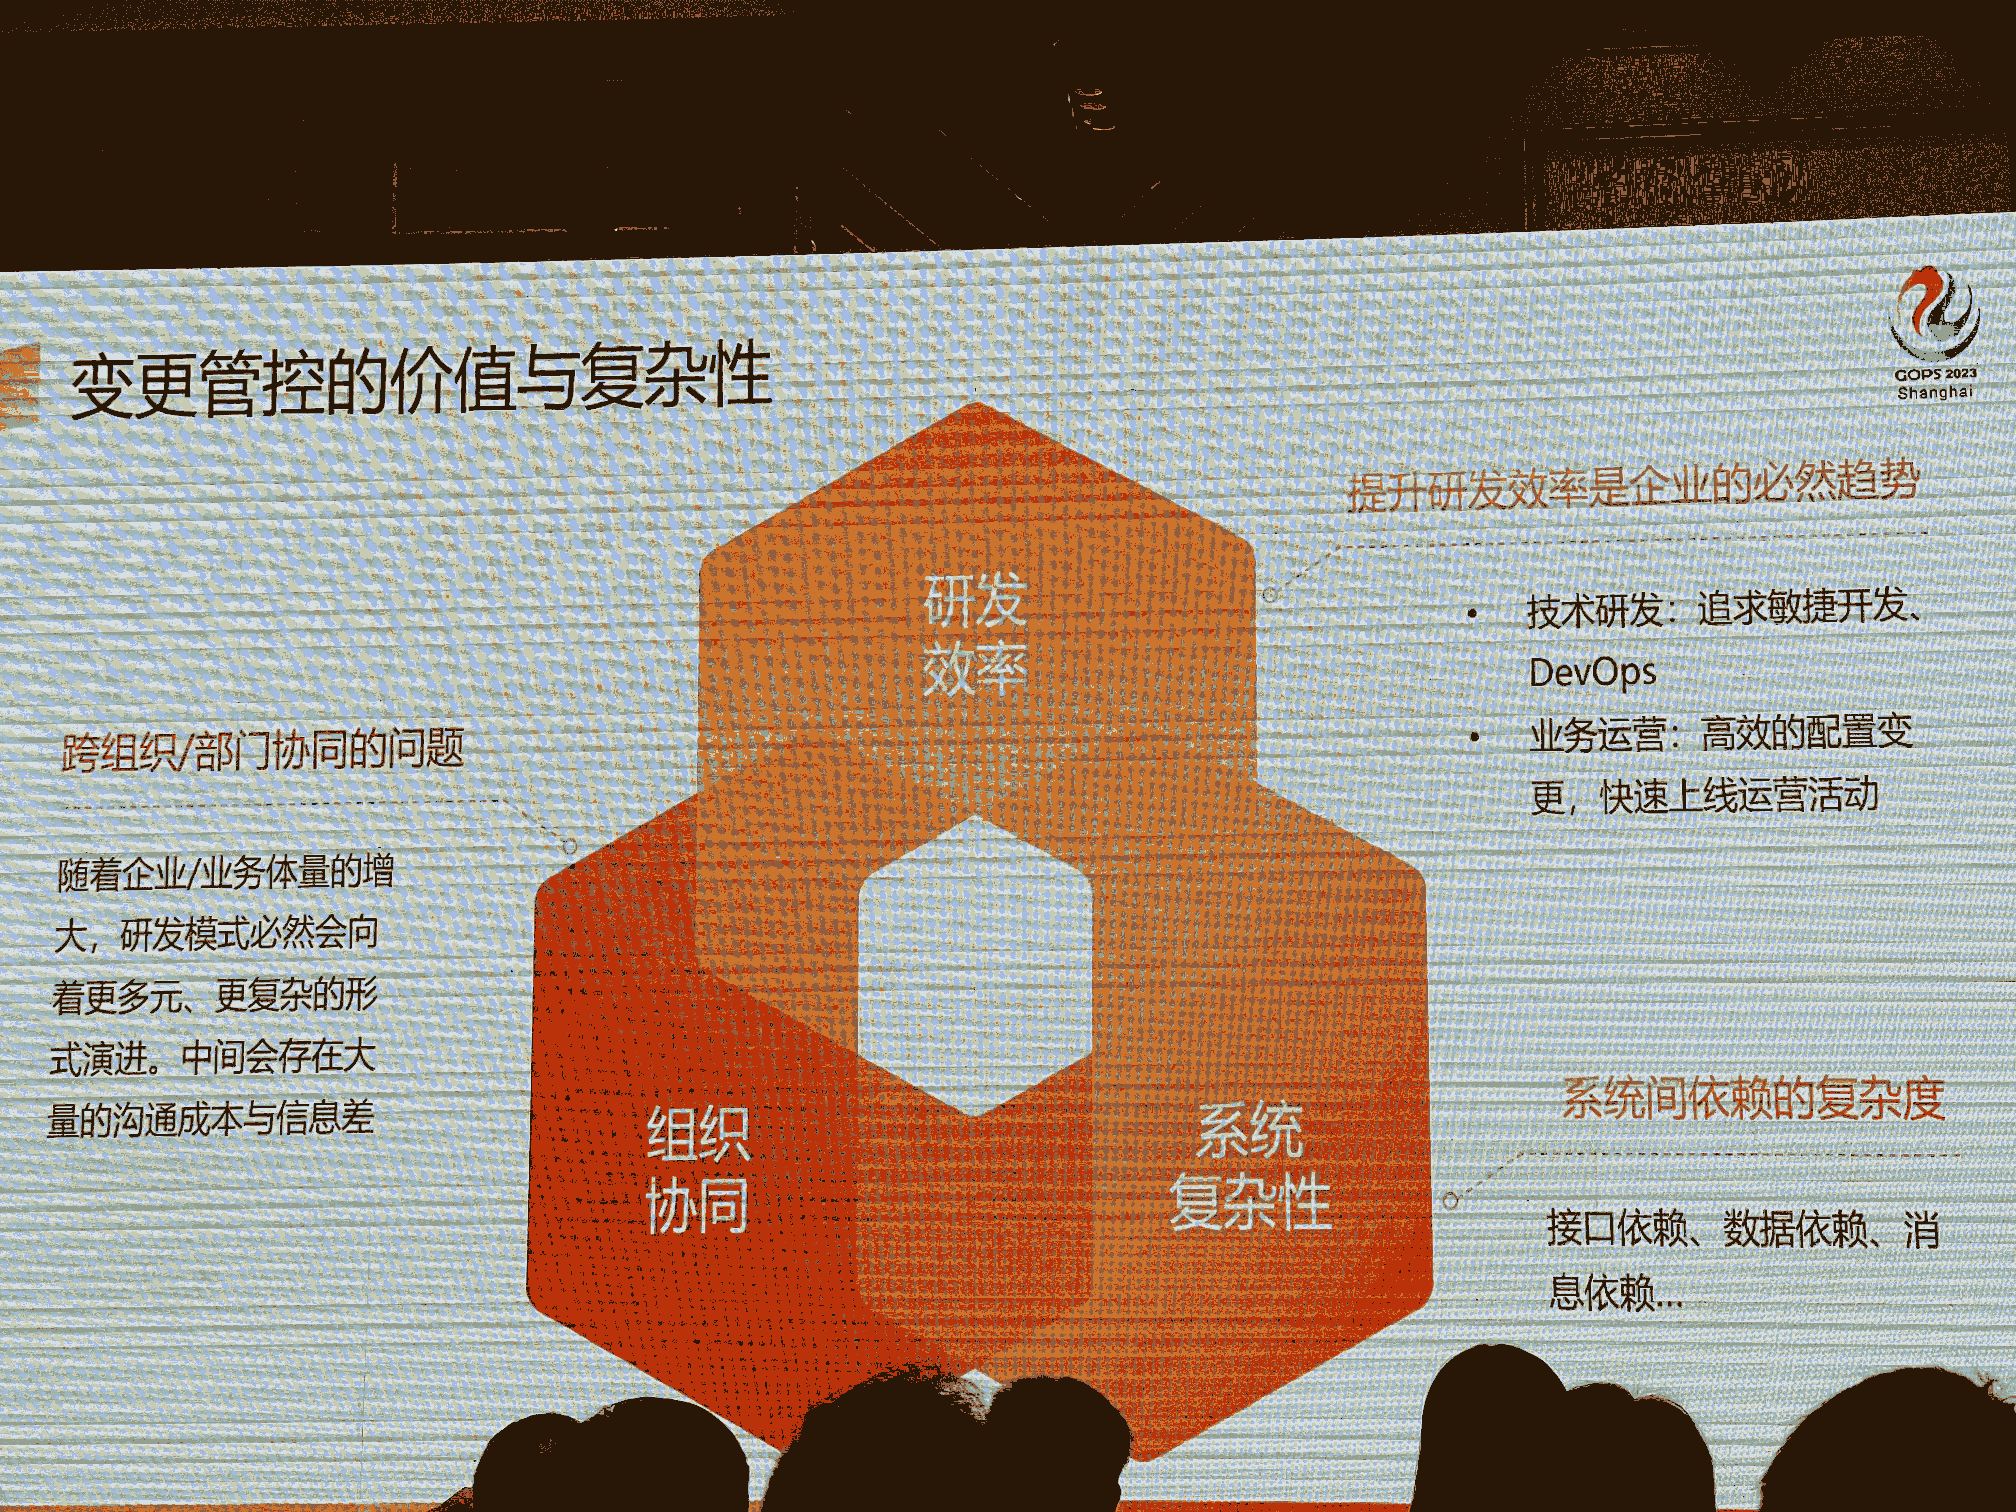 变更管控的价值与复杂性
GOPS 2023
Shanghai
提升研发效率是企业的必然趋势
• 技术研发：追求敏捷开发、
DevOps
• 业务运营：高效的配置变
更，快速上线运营活动
研发
效率
跨组织/部门协同的问题
随着企业/业务体量的增
大，研发模式必然会向
着更多元、更复杂的形
式演进。中间会存在大
量的沟通成本与信息差
组织
协同
系统
复杂性
系统间依赖的复杂度
接口依赖、数据依赖、消
息依赖...